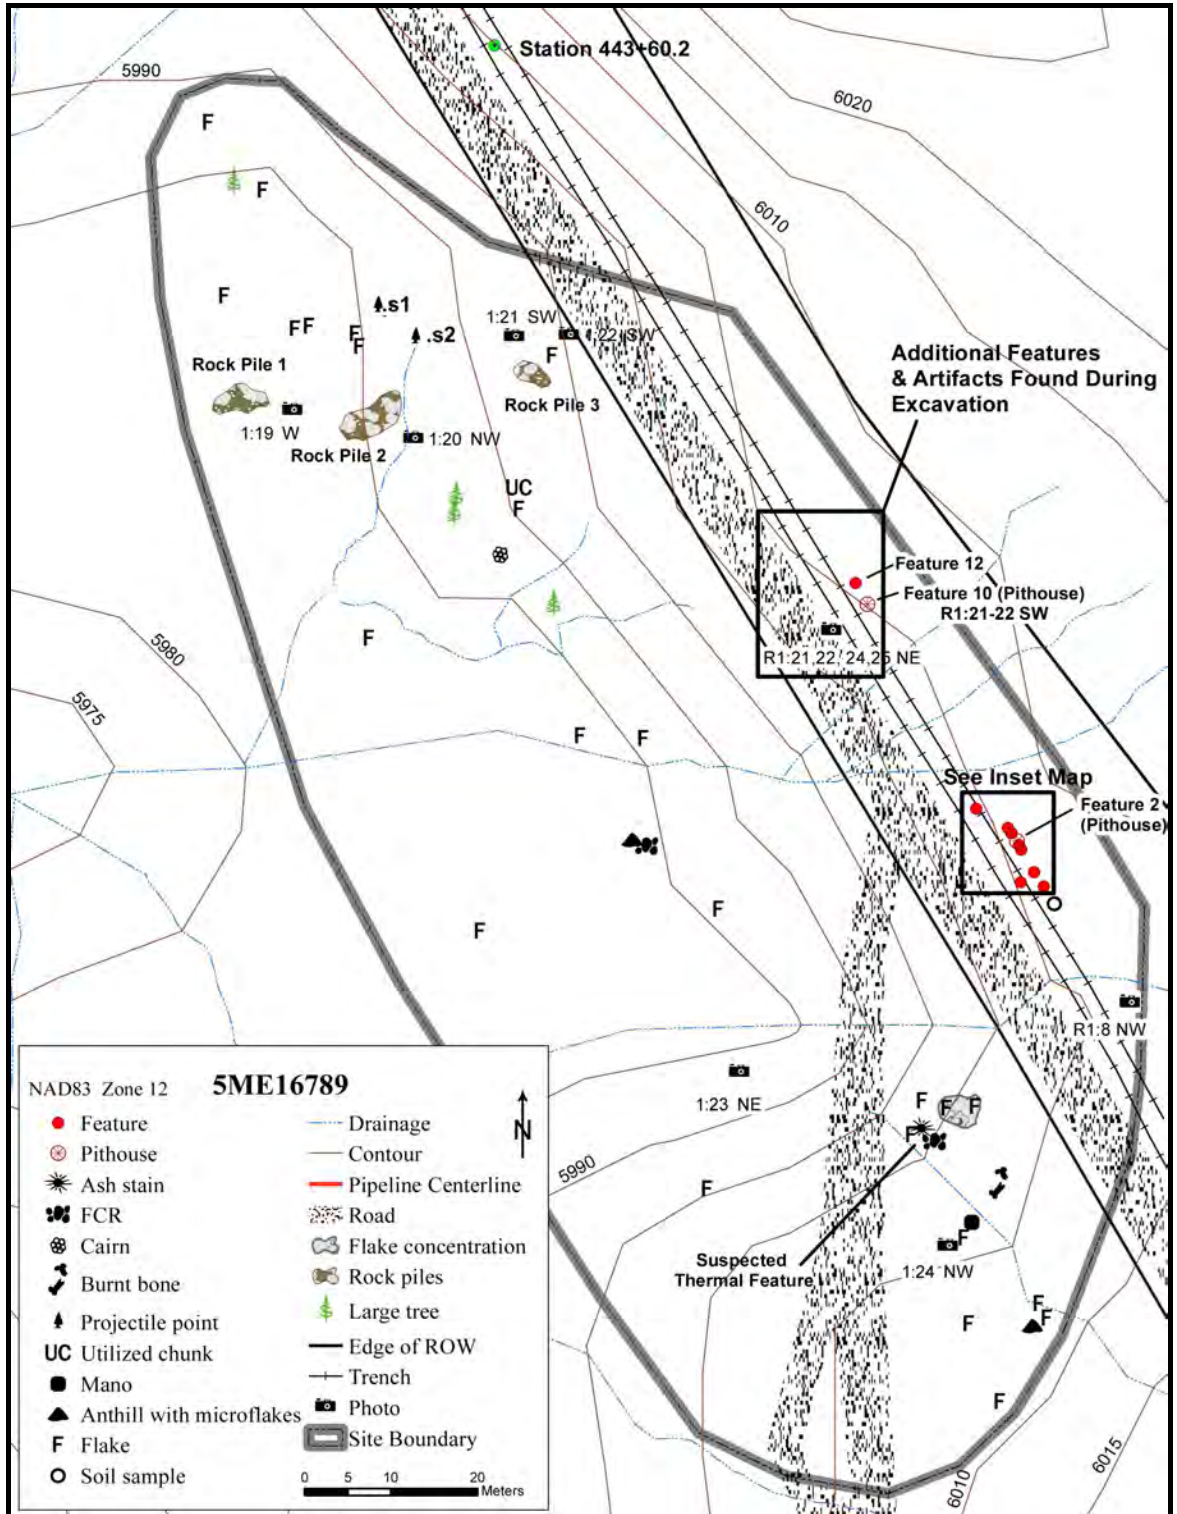 Station 443+60.2
5990
6020
6010
F
F
F
.s1
F F
F
F
.s2
1:21 SW
1:22 SW
F
Rock Pile 1
Rock Pile 3
1:19 W
Rock Pile 2
1:20 NW
Additional Features
& Artifacts Found During
Excavation
UC
F
Feature 12
Feature 10 (Pithouse)
R1:21-22 SW
R1:21,22, 24,25 NE
F
5980
5975
F
F
See Inset Map
Feature 2
(Pithouse)
F
F
R1:8 NW
1:23 NE
F
F
F
F
5990
F
Suspected
Thermal Feature
F
1:24 NW
F
F
F
F
6010
6015
NAD83 Zone 12
5ME16789
Feature
Pithouse
Ash stain
FCR
Cairn
Burnt bone
Projectile point
UC Utilized chunk
Mano
Anthill with microflakes
F Flake
Soil sample
Drainage
Contour
Pipeline Centerline
Road
Flake concentration
Rock piles
Large tree
Edge of ROW
Trench
Photo
Site Boundary
N
0 5 10 20
Meters